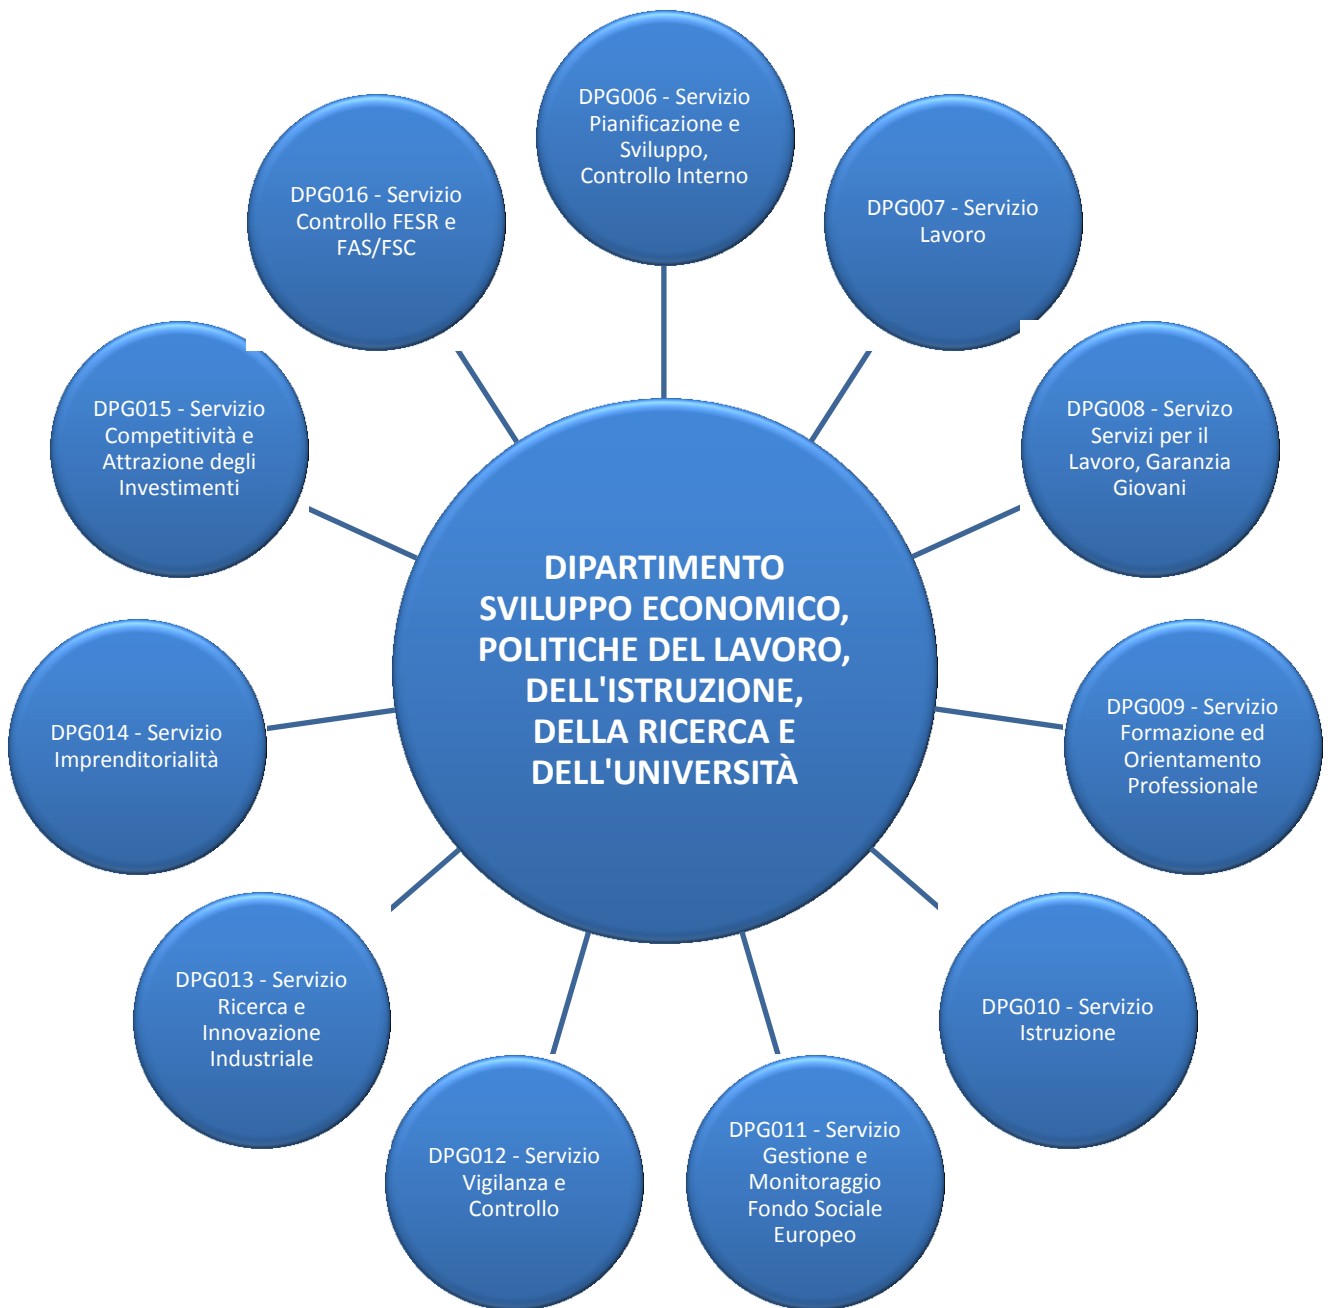 DPG006 - Servizio
Pianificazione e
Sviluppo,
Controllo Interno
DPG007 - Servizio
Lavoro
DPG008 - Servizo
Servizi per il
Lavoro, Garanzia
Giovani
DPG009 - Servizio
Formazione ed
Orientamento
Professionale
DPG010 - Servizio
Istruzione
DPG011 - Servizio
Gestione e
Monitoraggio
Fondo Sociale
Europeo
DPG012 - Servizio
Vigilanza e
Controllo
DPG013 - Servizio
Ricerca e
Innovazione
Industriale
DPG014 - Servizio
Imprenditorialità
DPG015 - Servizio
Competitività e
Attrazione degli
Investimenti
DPG016 - Servizio
Controllo FESR e
FAS/FSC
DIPARTIMENTO
SVILUPPO ECONOMICO,
POLITICHE DEL LAVORO,
DELL'ISTRUZIONE,
DELLA RICERCA E
DELL'UNIVERSITÀ